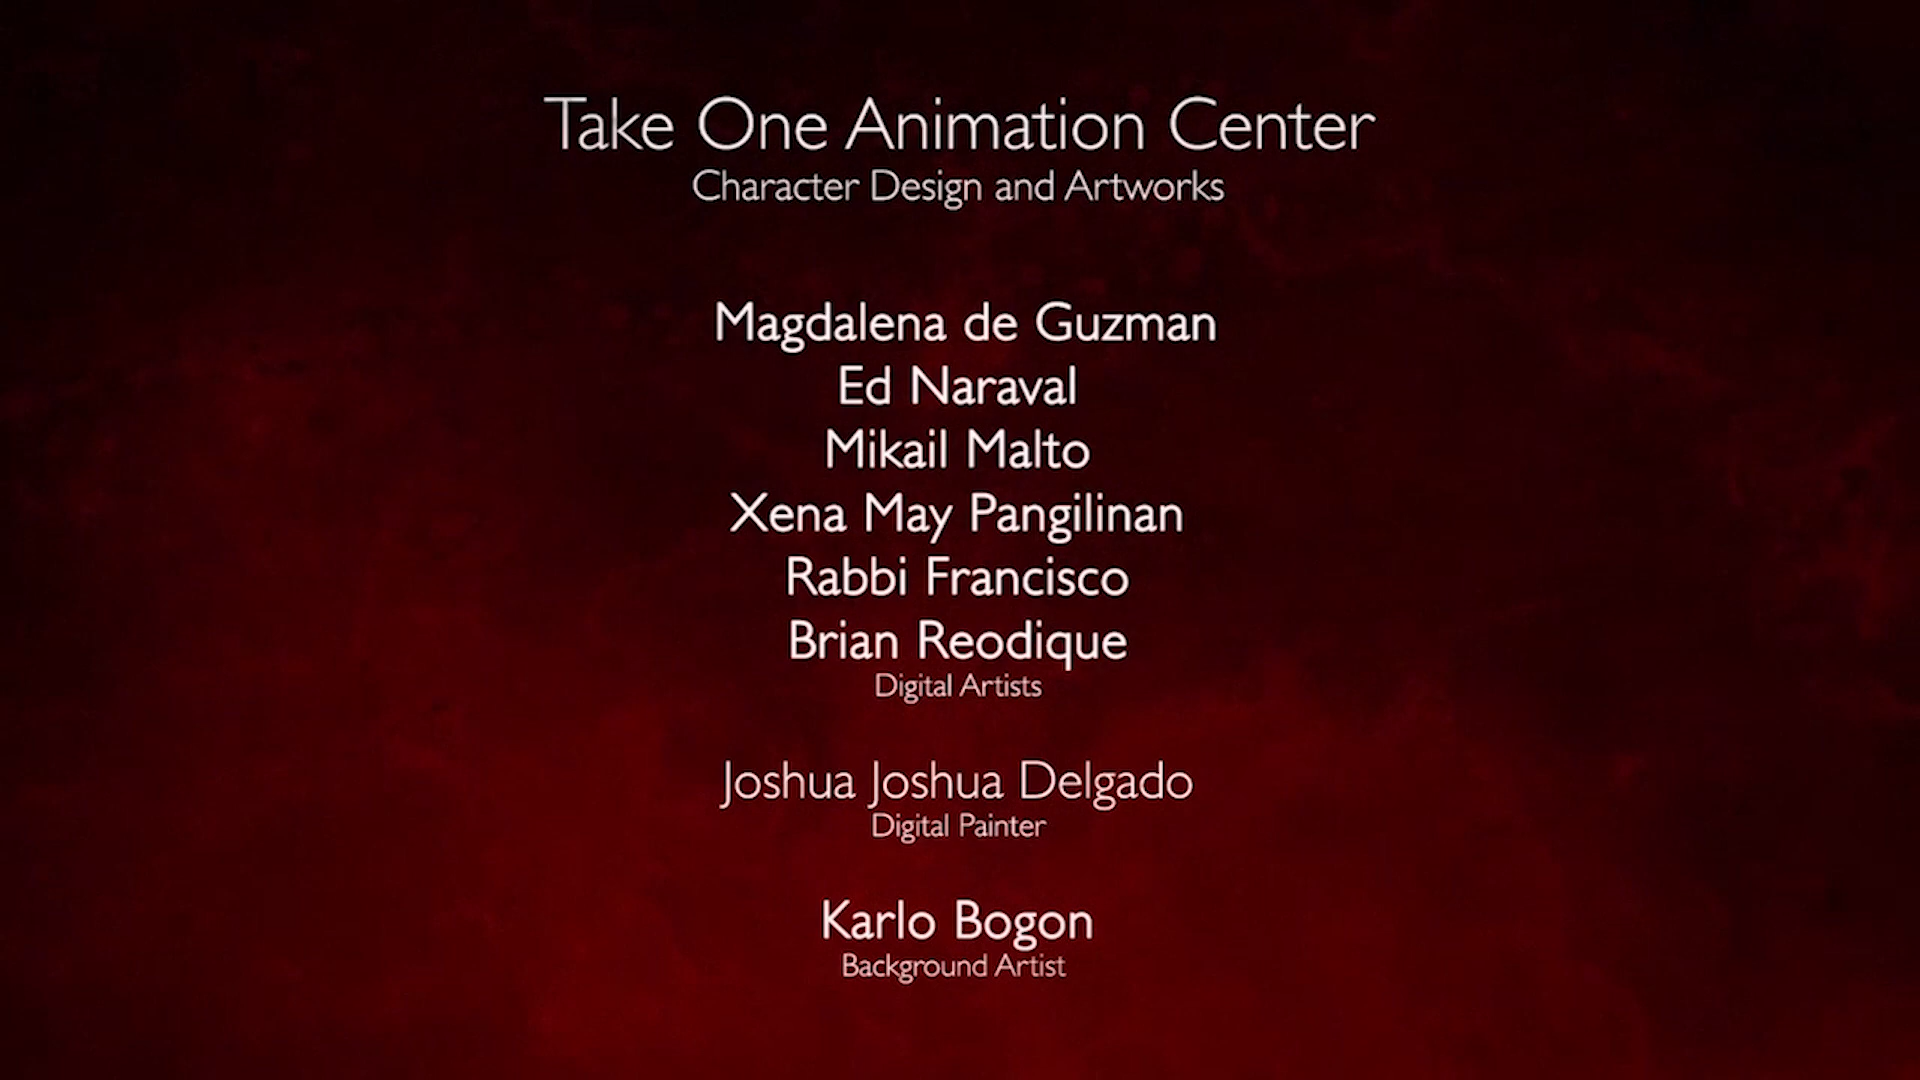 Take One Animation Center
Character Design and Artworks
Magdalena de Guzman
Ed Naraval
Mikail Malto
Xena May Pangilinan
Rabbi Francisco
Brian Reodique
Digital Artists
Joshua Joshua Delgado
Digital Painter
Karlo Bogon
Background Artist